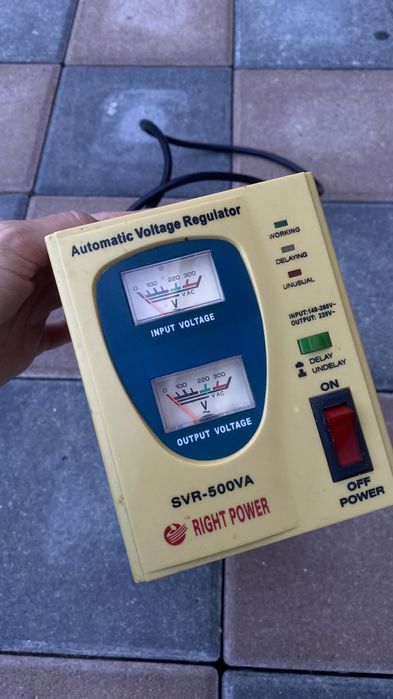 Automatic Voltage Regulator
WORKING
DELAYING
UNUSUAL
0 100 220 300
V VAC
INPUT VOLTAGE
INPUT:140-260V~
OUTPUT: 220V~
DELAY
UNDELAY
0 100 220 300
V VAC
OUTPUT VOLTAGE
ON
OFF
POWER
SVR-500VA
RIGHT POWER